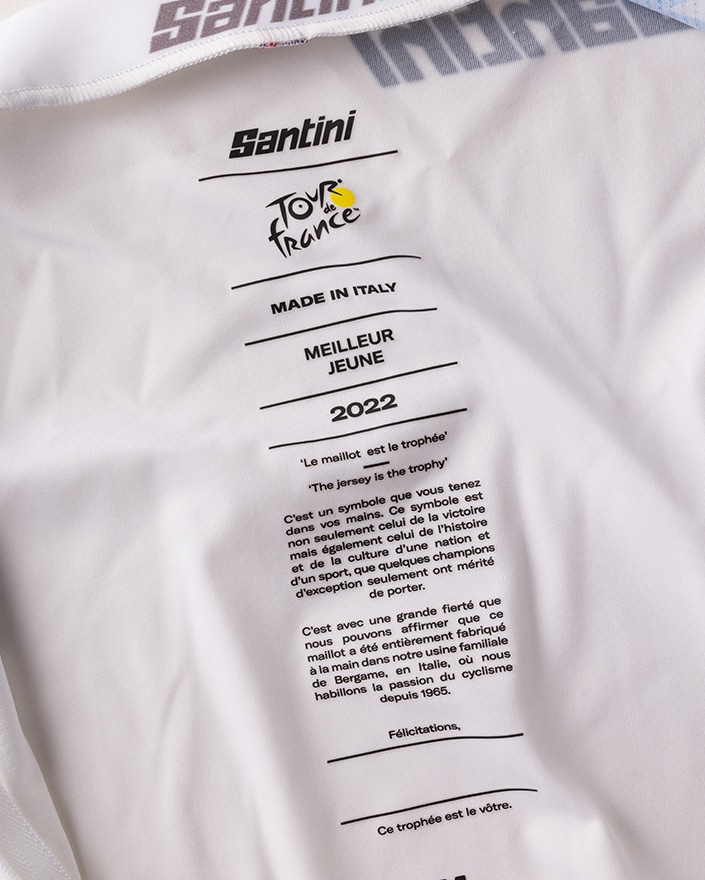 Santini
Santini
TOUR
de
france
MADE IN ITALY
MEILLEUR
JEUNE
2022
‘Le maillot est le trophée’
‘The jersey is the trophy’
C’est un symbole que vous tenez
dans vos mains. Ce symbole est
non seulement celui de la victoire
mais également celui de l’histoire
et de la culture d’une nation et
d’un sport, que quelques champions
d’exception seulement ont mérité
de porter.
C’est avec une grande fierté que
nous pouvons affirmer que ce
maillot a été entièrement fabriqué
à la main dans notre usine familiale
de Bergame, en Italie, où nous
habillons la passion du cyclisme
depuis 1965.
Félicitations,
Ce trophée est le vôtre.